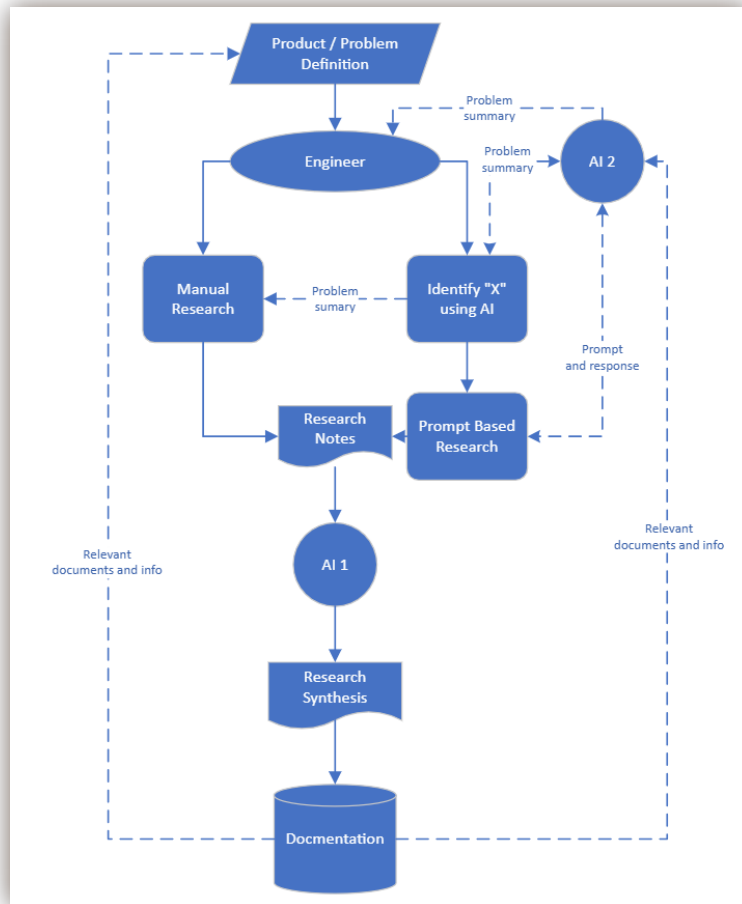 Product / Problem
Definition
Problem
summary
Engineer
Problem
summary
AI 2
Manual
Research
Problem
sumary
Identify "X"
using AI
Prompt
and response
Research
Notes
Prompt Based
Research
AI 1
Relevant
documents and info
Relevant
documents and info
Research
Synthesis
Docmentation